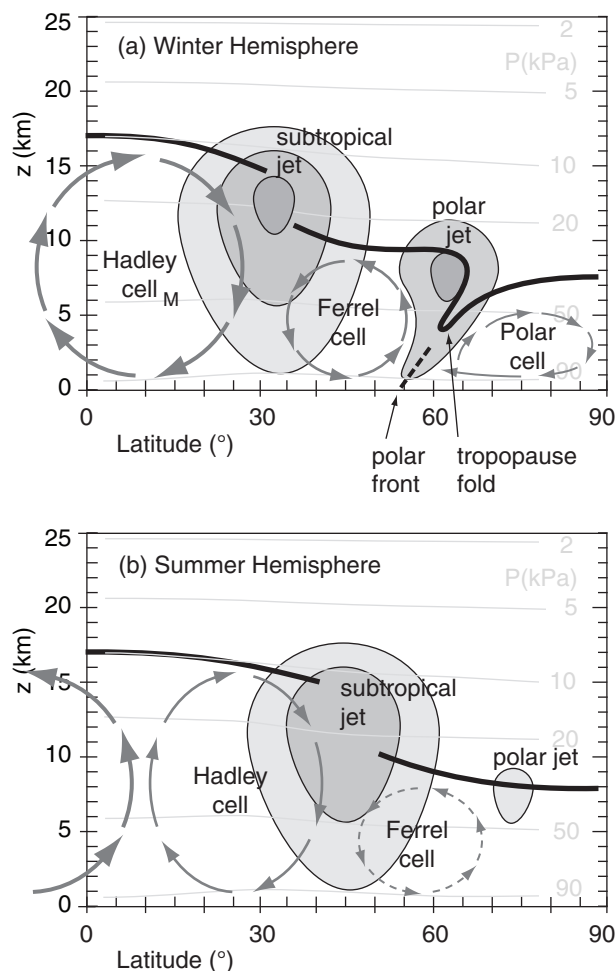 25
(a) Winter Hemisphere
2
P(kPa)
20
5
z (km)
subtropical
jet
15
10
polar
jet
20
10
Hadley
cell M
Ferrel
cell
Polar
cell
5
50
90
0
0
30
60
90
Latitude (°)
polar
front
tropopause
fold
25
(b) Summer Hemisphere
2
P(kPa)
20
5
z (km)
15
subtropical
jet
10
20
10
Hadley
cell
polar jet
5
Ferrel
cell
50
90
0
0
30
60
90
Latitude (°)